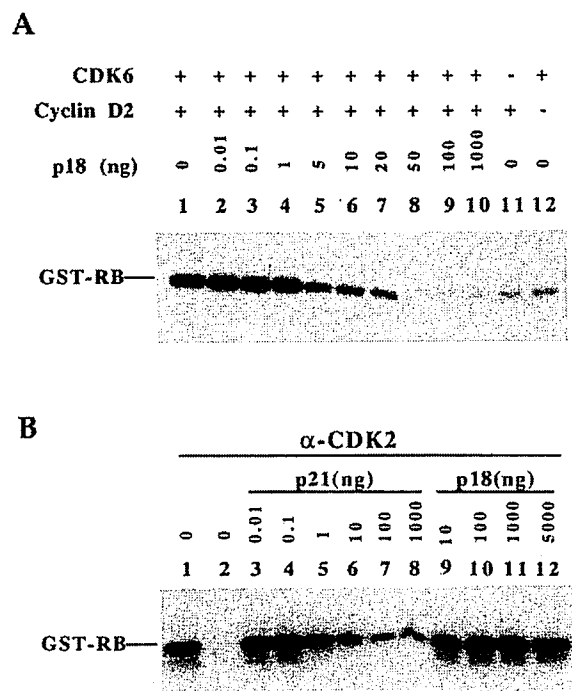 A
CDK6 + + + + + + + + + + - +
Cyclin D2 + + + + + + + + + + + -
p18 (ng) 0 0.01 0.1 1 5 10 20 50 100 1000 0 0
1 2 3 4 5 6 7 8 9 10 11 12
GST-RB
B
α-CDK2
p21(ng) p18(ng)
0 0 0.01 0.1 1 10 100 1000 10 100 1000 5000
1 2 3 4 5 6 7 8 9 10 11 12
GST-RB